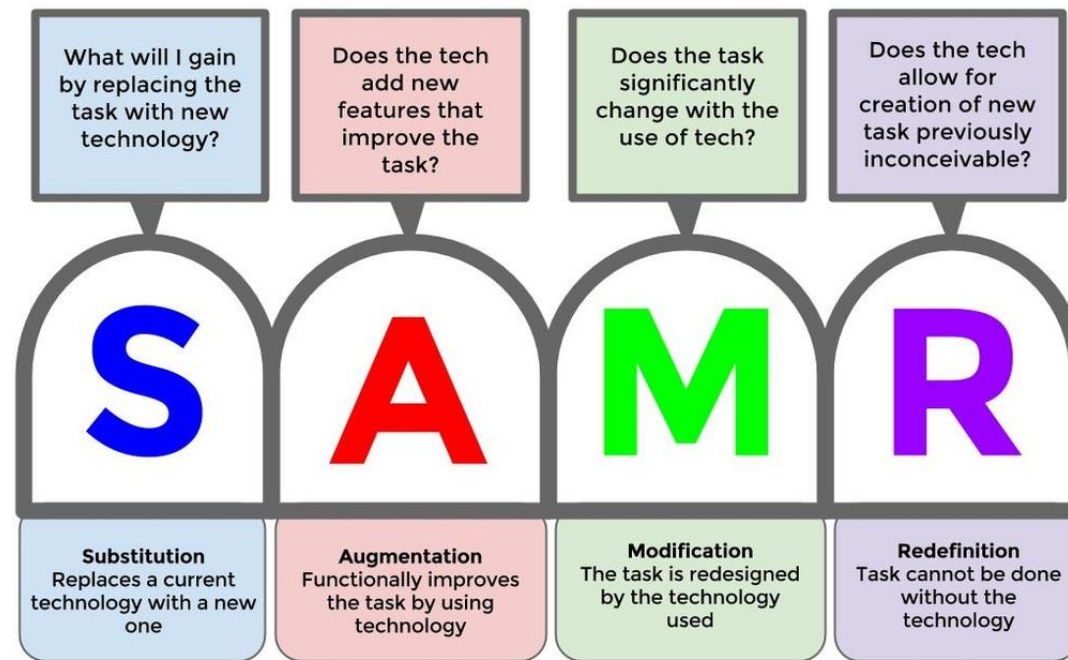 What will I gain
by replacing the
task with new
technology?
Does the tech
add new
features that
improve the
task?
Does the task
significantly
change with the
use of tech?
Does the tech
allow for
creation of new
task previously
inconceivable?
S
A
M
R
Substitution
Replaces a current
technology with a new
one
Augmentation
Functionally improves
the task by using
technology
Modification
The task is redesigned
by the technology
used
Redefinition
Task cannot be done
without the
technology